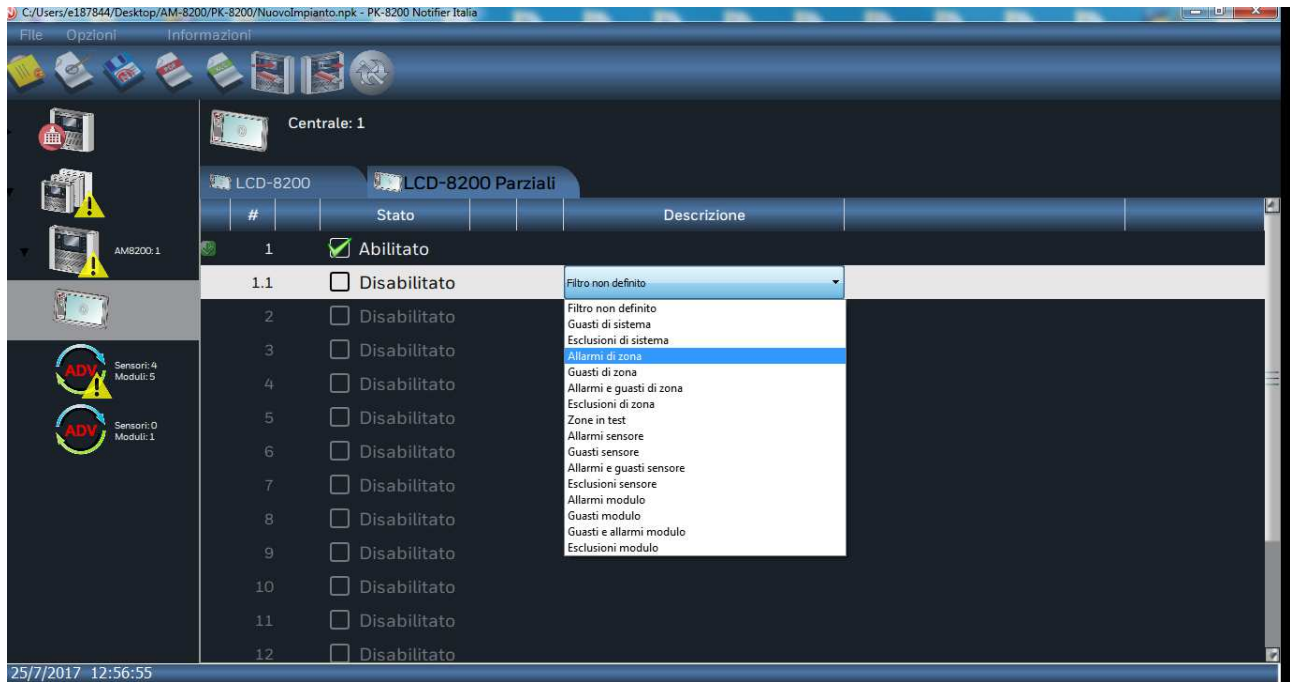 C:/Users/e187844/Desktop/AM-8200/PK-8200/NuovoImpianto.npk - PK-8200 Notifier Italia
File Opzioni Informazioni
Centrale: 1
LCD-8200 LCD-8200 Parziali
# Stato Descrizione
AM8200:1
1 Abilitato
1.1 Disabilitato Filtro non definito
Filtro non definito
2 Disabilitato
Guasti di sistema
Esclusioni di sistema
3 Disabilitato
Allarmi di zona
Guasti di zona
ADV Sensori: 4
Moduli: 5
4 Disabilitato
Allarmi e guasti di zona
Esclusioni di zona
5 Disabilitato
Zone in test
Allarmi sensore
ADV Sensori: 0
Moduli: 1
6 Disabilitato
Guasti sensore
Allarmi e guasti sensore
7 Disabilitato
Esclusioni sensore
Allarmi modulo
8 Disabilitato
Guasti modulo
Guasti e allarmi modulo
9 Disabilitato
Esclusioni modulo
10 Disabilitato
11 Disabilitato
12 Disabilitato
25/7/2017 12:56:55